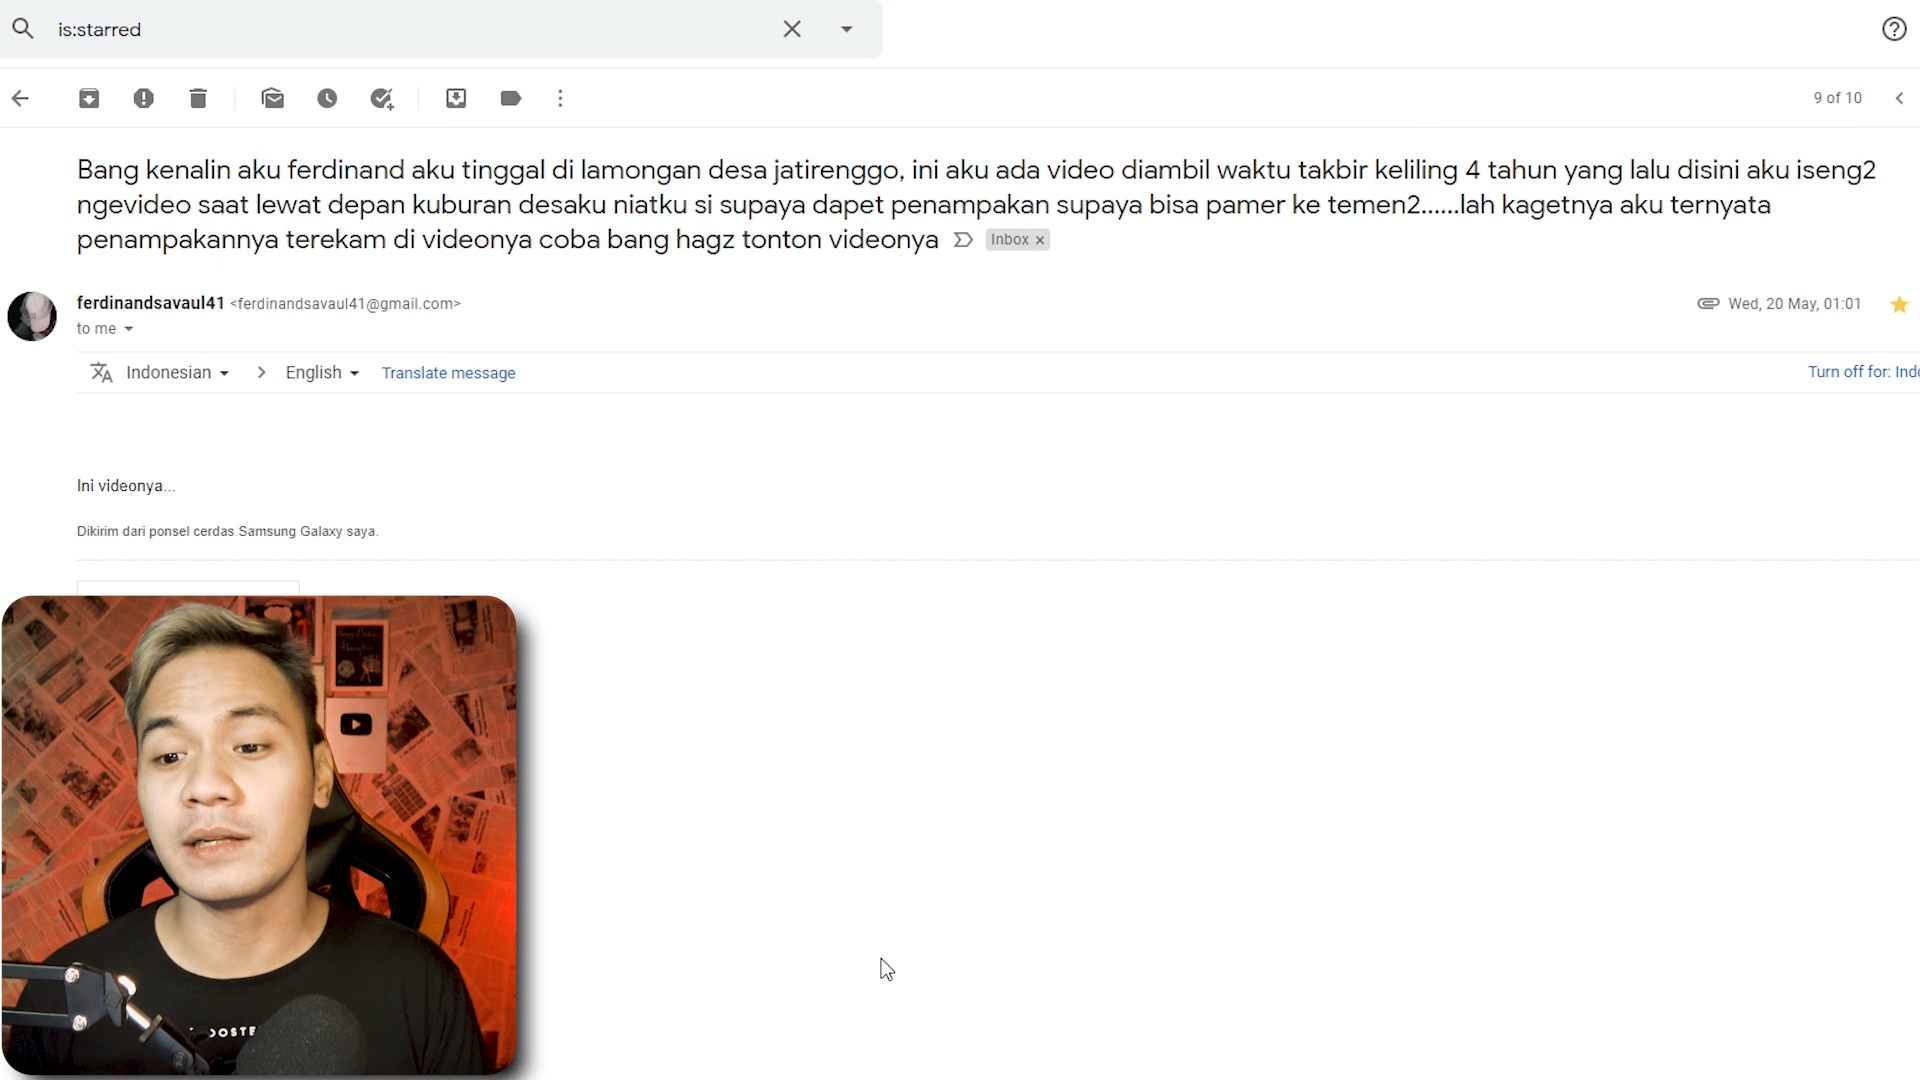 is:starred
9 of 10
Bang kenalin aku ferdinand aku tinggal di lamongan desa jatirenggo, ini aku ada video diambil waktu takbir keliling 4 tahun yang lalu disini aku iseng2
ngevideo saat lewat depan kuburan desaku niatku si supaya dapet penampakan supaya bisa pamer ke temen2......lah kagetnya aku ternyata
penampakannya terekam di videonya coba bang hagz tonton videonya Inbox ×
ferdinandsavaul41 <ferdinandsavaul41@gmail.com>
Wed, 20 May, 01:01
to me
Indonesian > English Translate message
Turn off for: Indo
Ini videonya...
Dikirim dari ponsel cerdas Samsung Galaxy saya.